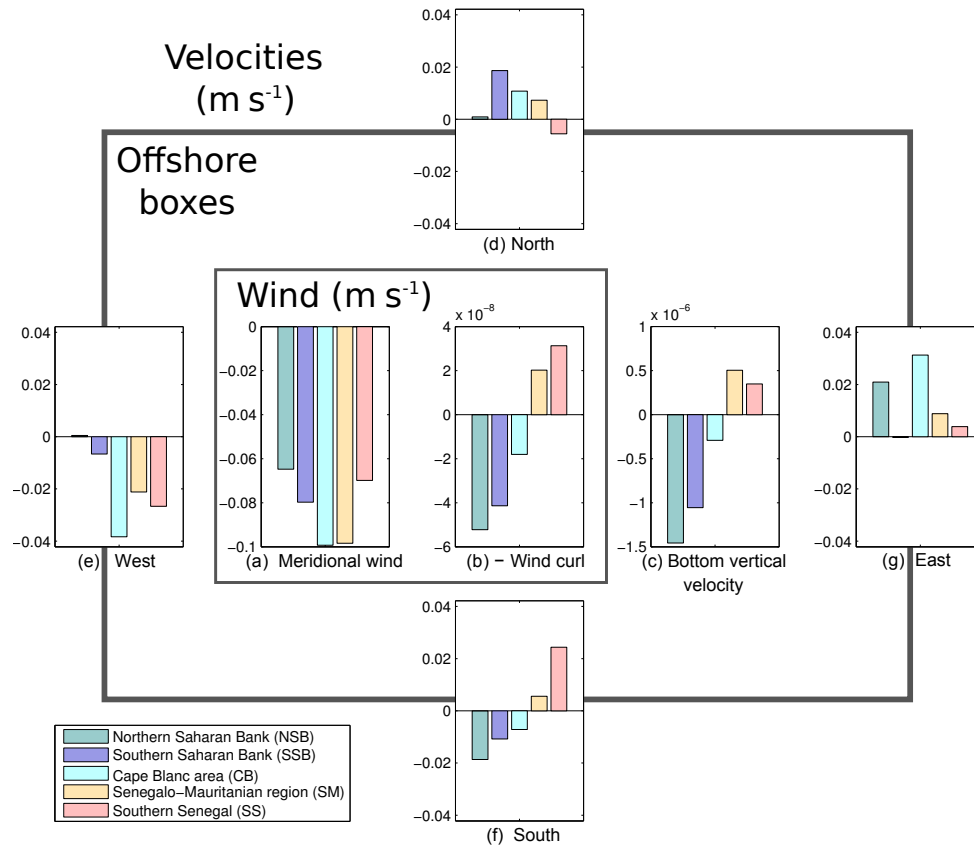 Velocities
(m s-1)
0.04
0.02
0
−0.02
−0.04
(d) North
Offshore
boxes
Wind (m s-1)
0.04
0.02
0
−0.02
−0.04
(e) West
0
−0.02
−0.04
−0.06
−0.08
−0.1
(a) Meridional wind
x 10−8
4
2
0
−2
−4
−6
(b) − Wind curl
x 10−6
1
0.5
0
−0.5
−1
−1.5
(c) Bottom vertical
velocity
0.04
0.02
0
−0.02
−0.04
(g) East
0.04
0.02
0
−0.02
−0.04
(f) South
Northern Saharan Bank (NSB)
Southern Saharan Bank (SSB)
Cape Blanc area (CB)
Senegalo−Mauritanian region (SM)
Southern Senegal (SS)